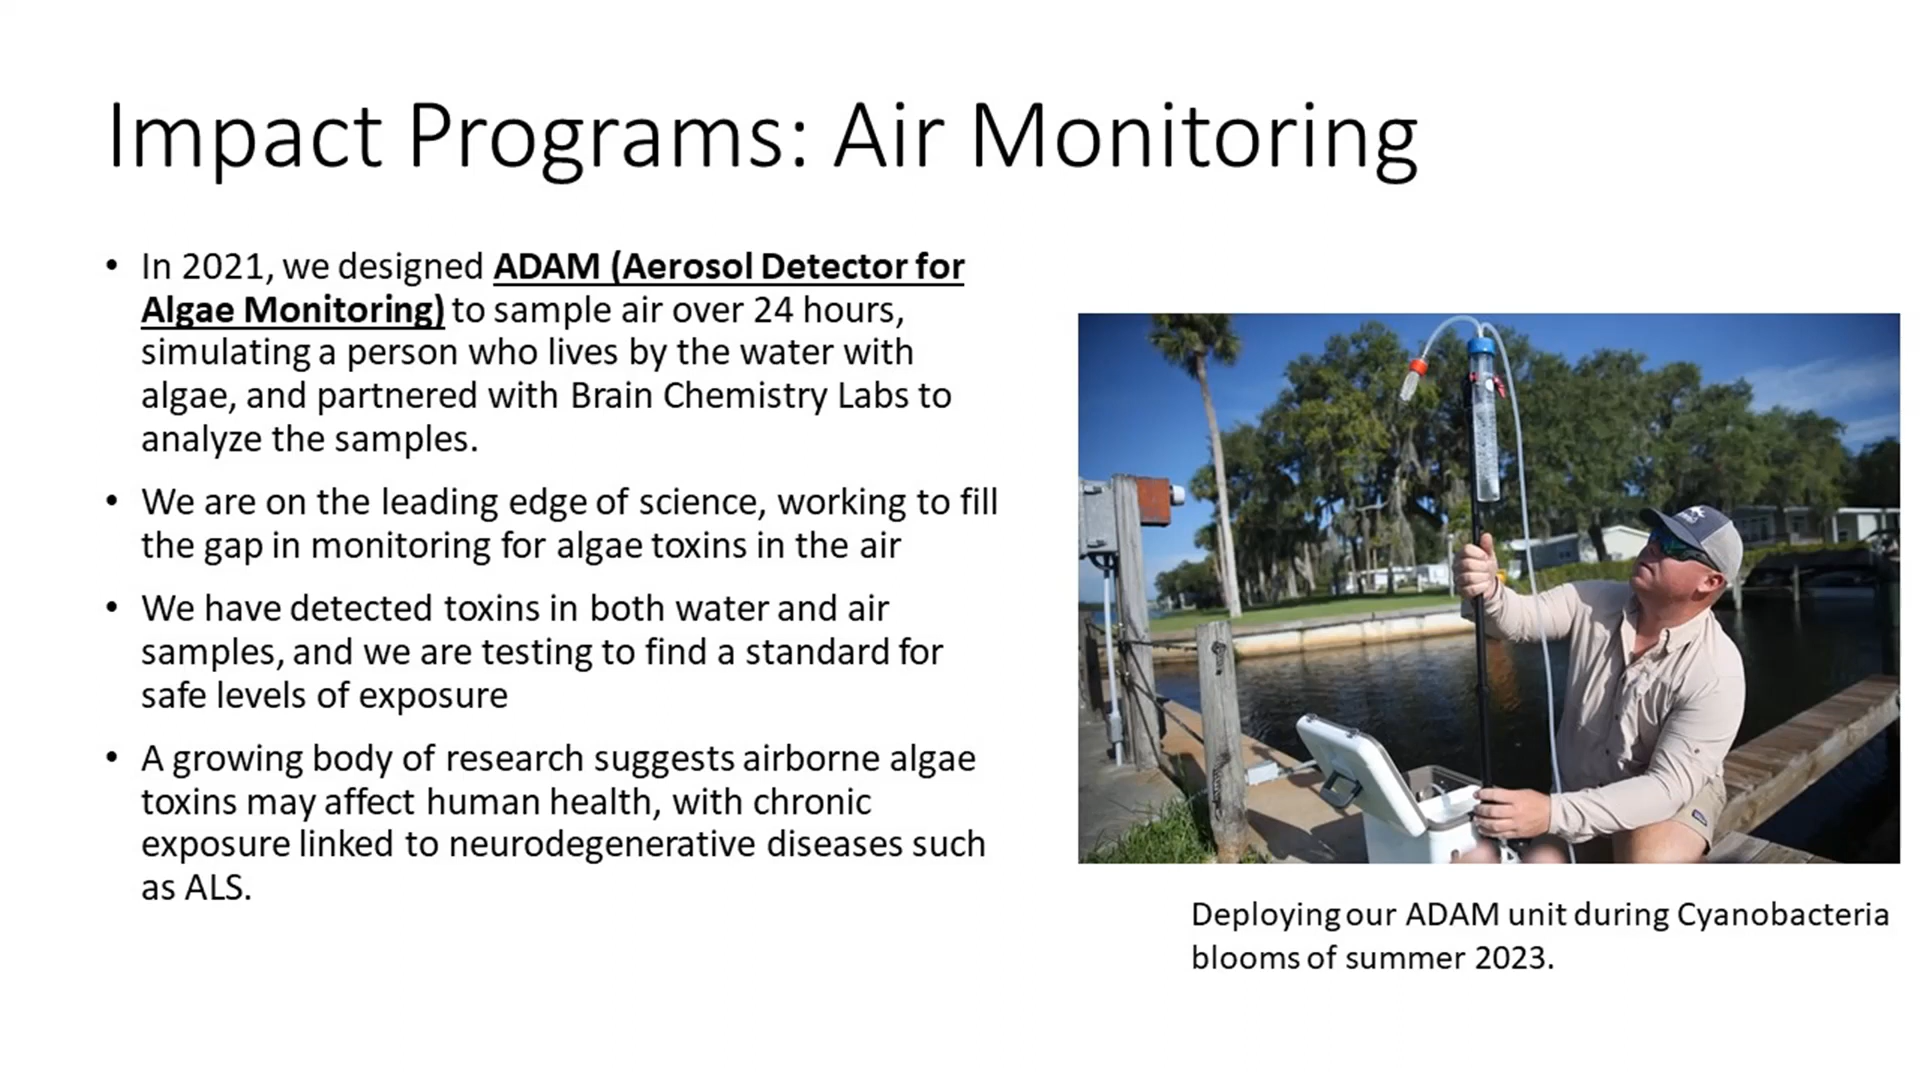 Impact Programs: Air Monitoring
• In 2021, we designed ADAM (Aerosol Detector for
Algae Monitoring) to sample air over 24 hours,
simulating a person who lives by the water with
algae, and partnered with Brain Chemistry Labs to
analyze the samples.
• We are on the leading edge of science, working to fill
the gap in monitoring for algae toxins in the air
• We have detected toxins in both water and air
samples, and we are testing to find a standard for
safe levels of exposure
• A growing body of research suggests airborne algae
toxins may affect human health, with chronic
exposure linked to neurodegenerative diseases such
as ALS.
Deploying our ADAM unit during Cyanobacteria
blooms of summer 2023.